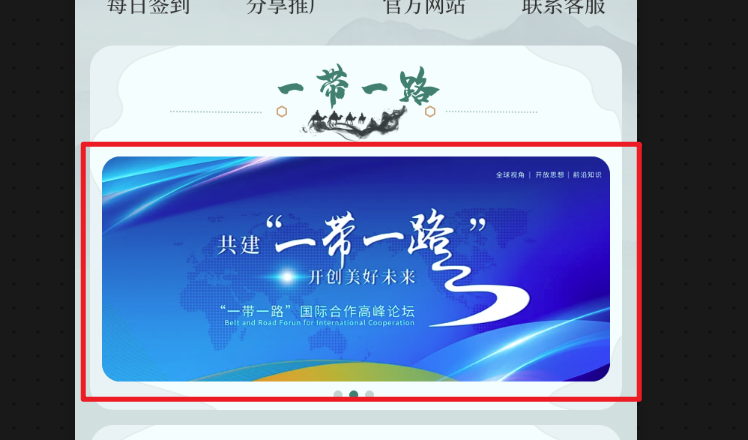 每日签到
分享推广
官方网站
联系客服
一带一路
全球视角 | 开放思想 | 前沿知识
共建“一带一路”
开创美好未来
“一带一路”国际合作高峰论坛
Belt and Road Forun for International Cooperation